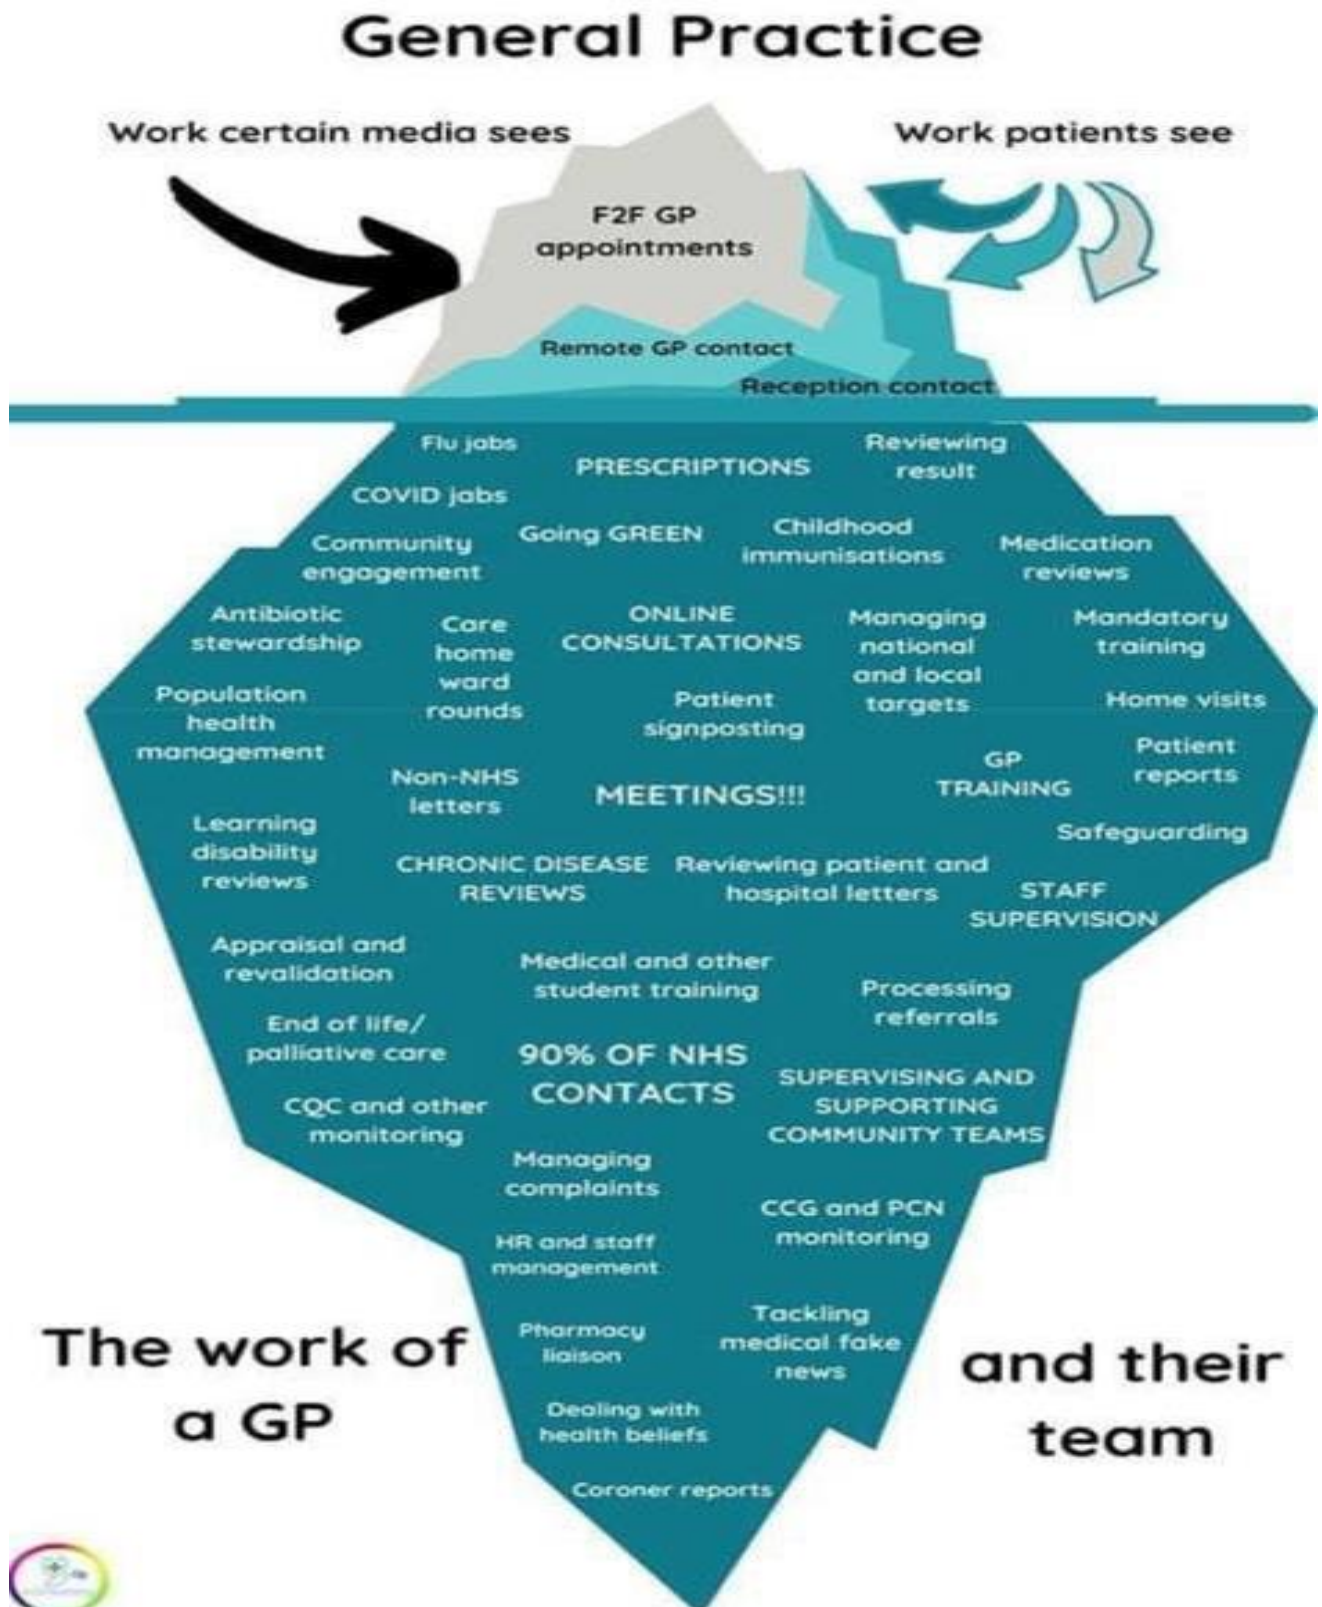 General Practice
Work certain media sees
Work patients see
F2F GP
appointments
Remote GP contact
Reception contact
Flu jabs
PRESCRIPTIONS
Reviewing
result
COVID jabs
Going GREEN
Childhood
immunisations
Community
engagement
Medication
reviews
Antibiotic
stewardship
Care
home
ward
rounds
ONLINE
CONSULTATIONS
Managing
national
and local
targets
Mandatory
training
Population
health
management
Patient
signposting
Home visits
Non-NHS
letters
MEETINGS!!!
GP
TRAINING
Patient
reports
Learning
disability
reviews
Safeguarding
CHRONIC DISEASE
REVIEWS
Reviewing patient and
hospital letters
STAFF
SUPERVISION
Appraisal and
revalidation
Medical and other
student training
Processing
referrals
End of life/
palliative care
90% OF NHS
CONTACTS
SUPERVISING AND
SUPPORTING
COMMUNITY TEAMS
CQC and other
monitoring
Managing
complaints
CCG and PCN
monitoring
HR and staff
management
Pharmacy
liaison
Tackling
medical fake
news
Dealing with
health beliefs
Coroner reports
The work of
a GP
and their
team